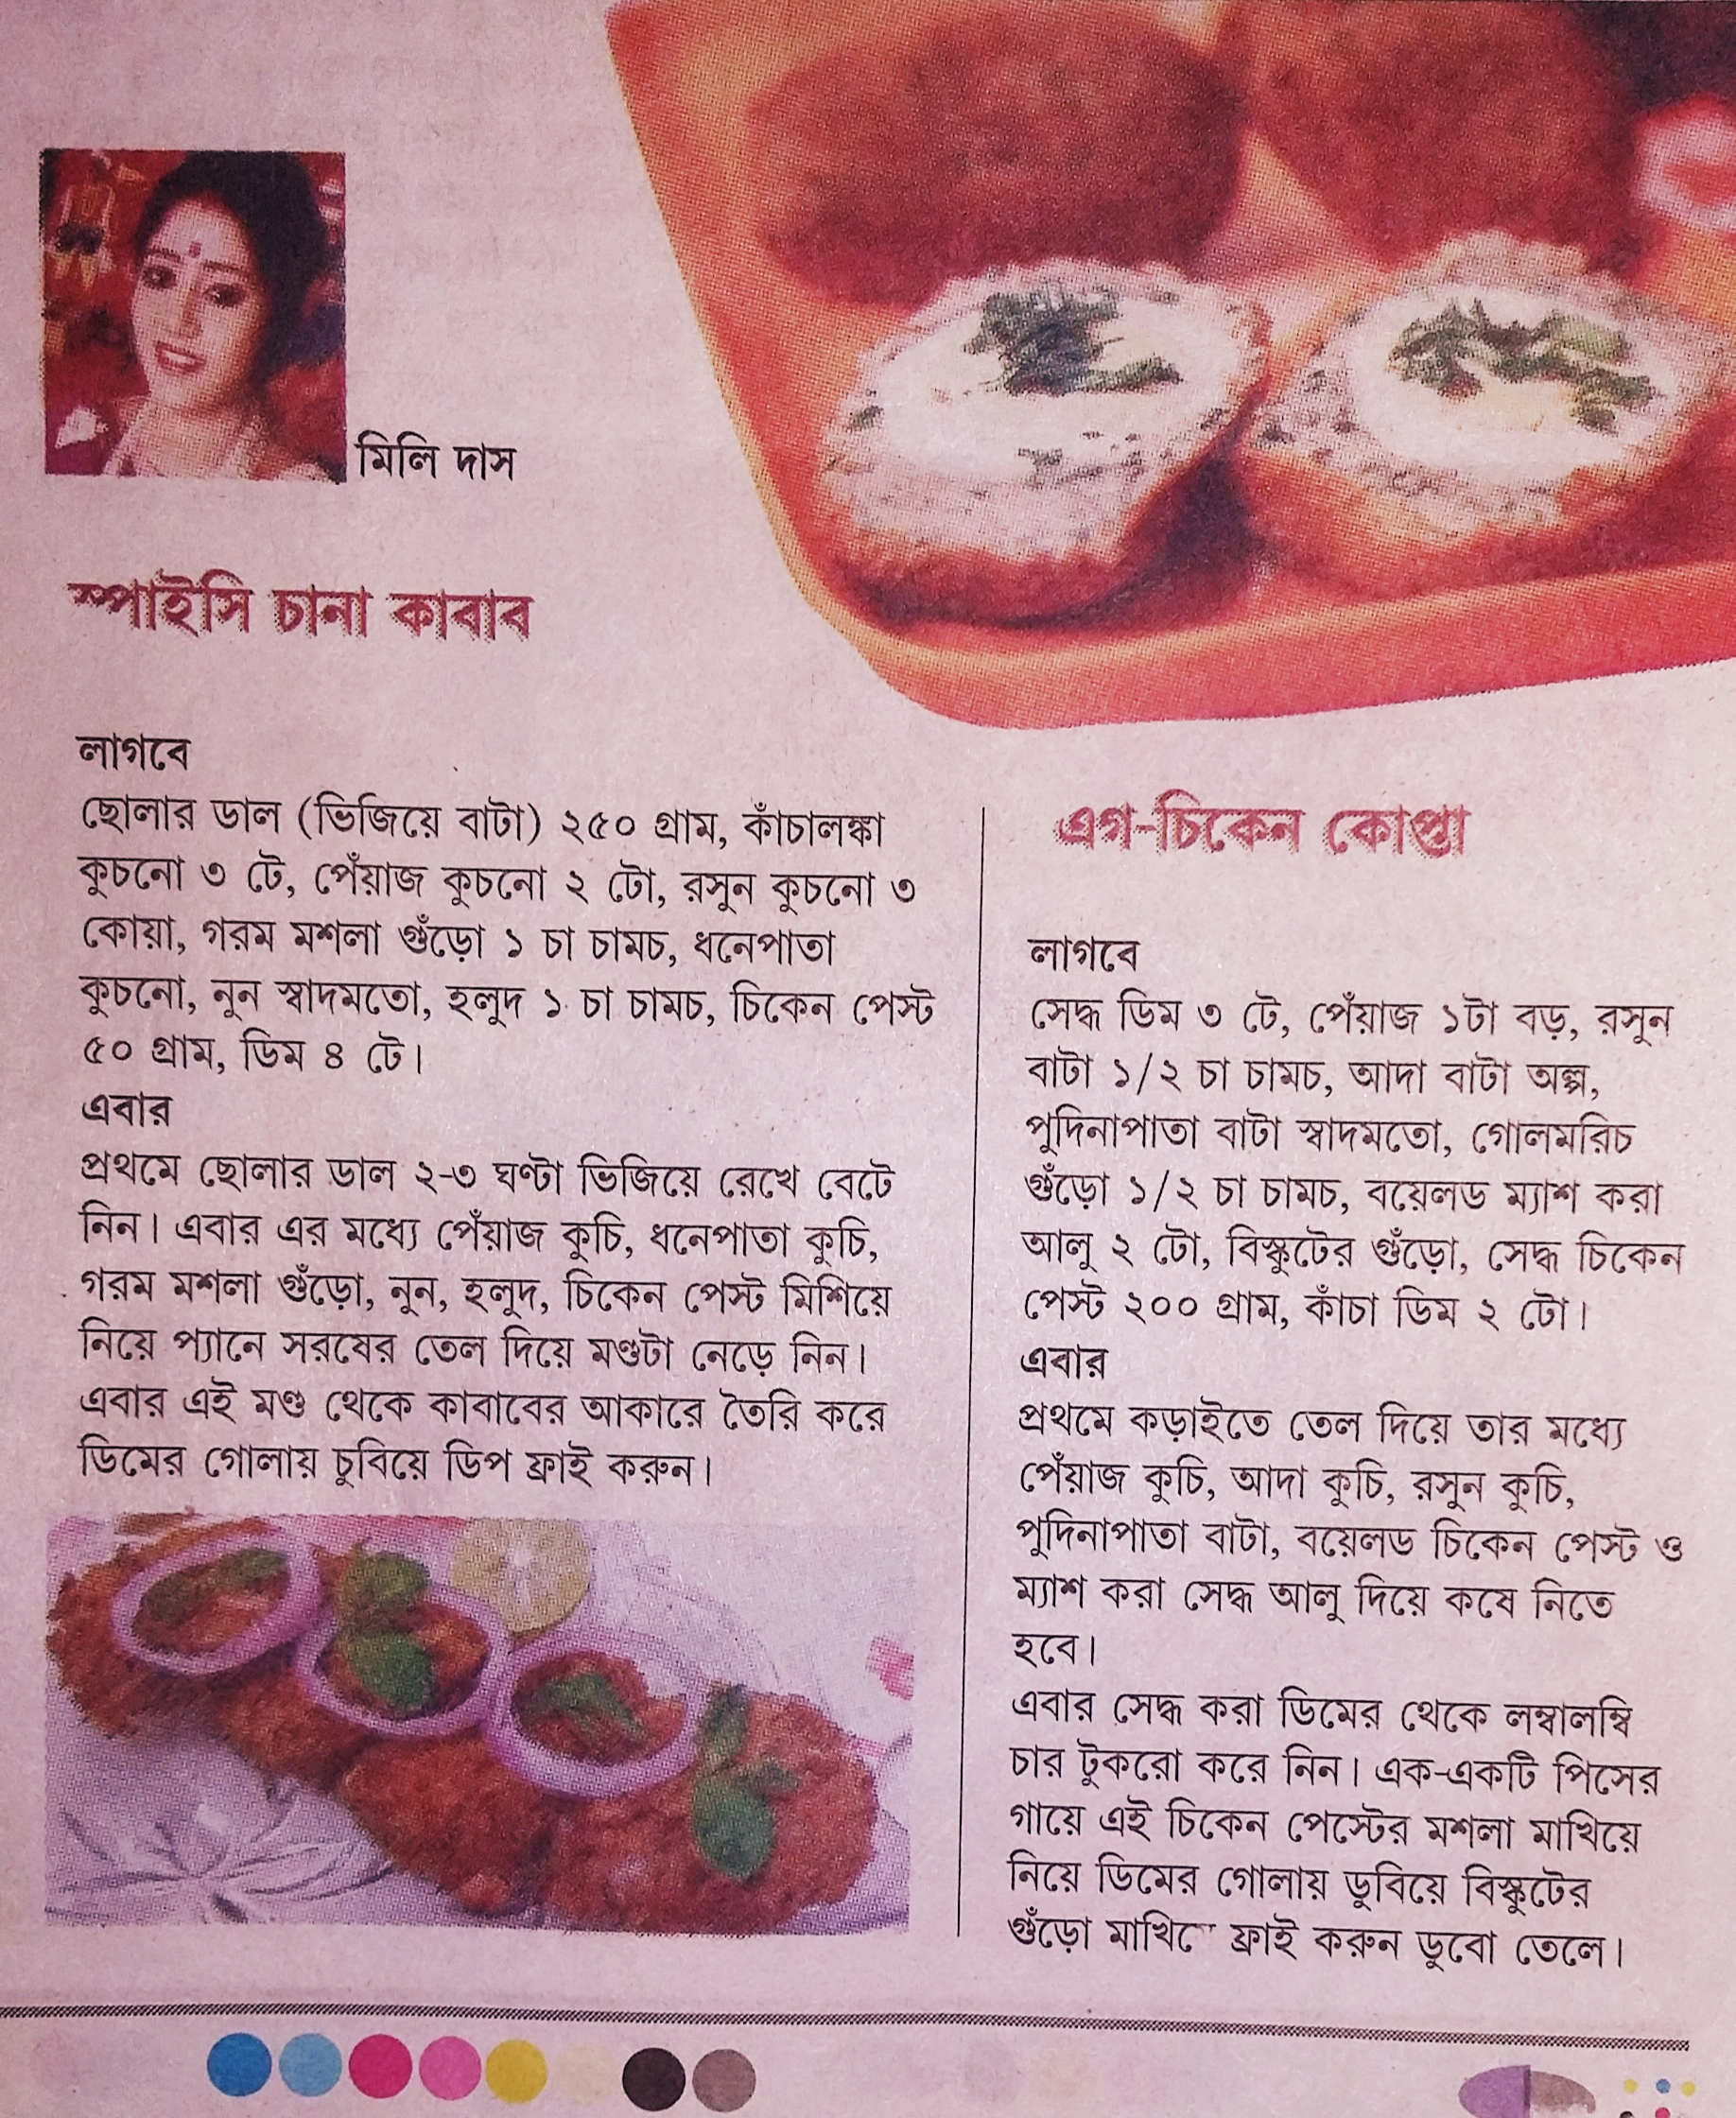 মিলি দাস
স্পাইসি চানা কাবাব
লাগবে
ছোলার ডাল (ভিজিয়ে বাটা) ২৫০ গ্রাম, কাঁচালঙ্কা
কুচনো ৩ টে, পেঁয়াজ কুচনো ২ টো, রসুন কুচনো ৩
কোয়া, গরম মশলা গুঁড়ো ১ চা চামচ, ধনেপাতা
কুচনো, নুন স্বাদমতো, হলুদ ১ চা চামচ, চিকেন পেস্ট
৫০ গ্রাম, ডিম ৪ টে।
এবার
প্রথমে ছোলার ডাল ২-৩ ঘণ্টা ভিজিয়ে রেখে বেটে
নিন। এবার এর মধ্যে পেঁয়াজ কুচি, ধনেপাতা কুচি,
গরম মশলা গুঁড়ো, নুন, হলুদ, চিকেন পেস্ট মিশিয়ে
নিয়ে প্যানে সরষের তেল দিয়ে মণ্ডটা নেড়ে নিন।
এবার এই মণ্ড থেকে কাবাবের আকারে তৈরি করে
ডিমের গোলায় চুবিয়ে ডিপ ফ্রাই করুন।
এগ-চিকেন কোপ্তা
লাগবে
সেদ্ধ ডিম ৩ টে, পেঁয়াজ ১টা বড়, রসুন
বাটা ১/২ চা চামচ, আদা বাটা অল্প,
পুদিনাপাতা বাটা স্বাদমতো, গোলমরিচ
গুঁড়ো ১/২ চা চামচ, বয়েলড ম্যাশ করা
আলু ২ টো, বিস্কুটের গুঁড়ো, সেদ্ধ চিকেন
পেস্ট ২০০ গ্রাম, কাঁচা ডিম ২ টো।
এবার
প্রথমে কড়াইতে তেল দিয়ে তার মধ্যে
পেঁয়াজ কুচি, আদা কুচি, রসুন কুচি,
পুদিনাপাতা বাটা, বয়েলড চিকেন পেস্ট ও
ম্যাশ করা সেদ্ধ আলু দিয়ে কষে নিতে
হবে।
এবার সেদ্ধ করা ডিমের থেকে লম্বালম্বি
চার টুকরো করে নিন। এক-একটি পিসের
গায়ে এই চিকেন পেস্টের মশলা মাখিয়ে
নিয়ে ডিমের গোলায় ডুবিয়ে বিস্কুটের
গুঁড়ো ফ্রাই করুন ডুবো তেলে।